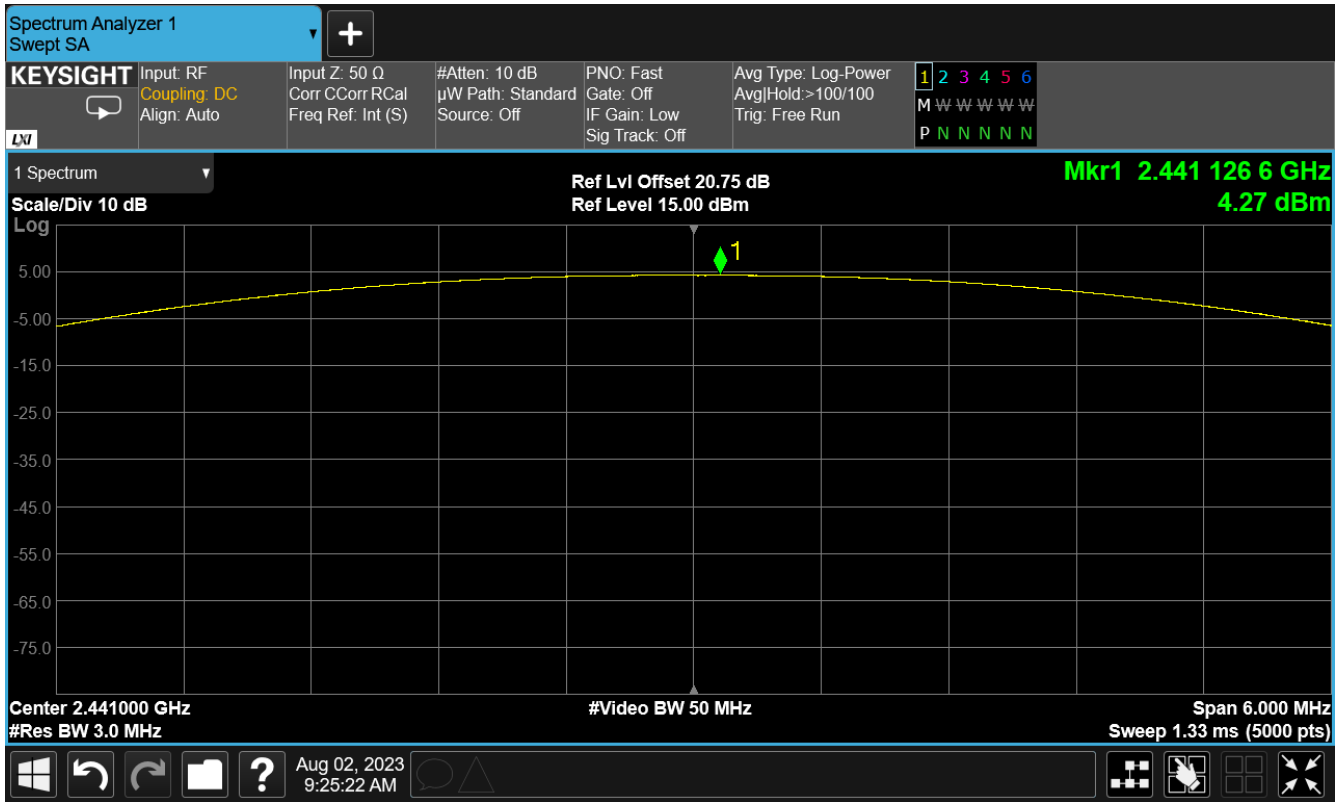 Spectrum Analyzer 1
Swept SA
KEYSIGHT
LXI
Input: RF
Coupling: DC
Align: Auto
Input Z: 50 Ω
Corr CCorr RCal
Freq Ref: Int (S)
#Atten: 10 dB
µW Path: Standard
Source: Off
PNO: Fast
Gate: Off
IF Gain: Low
Sig Track: Off
Avg Type: Log-Power
Avg|Hold:>100/100
Trig: Free Run
1 2 3 4 5 6
M W W W W W
P N N N N N
1 Spectrum
Scale/Div 10 dB
Ref Lvl Offset 20.75 dB
Ref Level 15.00 dBm
Mkr1 2.441 126 6 GHz
4.27 dBm
Log
1
5.00
-5.00
-15.0
-25.0
-35.0
-45.0
-55.0
-65.0
-75.0
Center 2.441000 GHz
#Res BW 3.0 MHz
#Video BW 50 MHz
Span 6.000 MHz
Sweep 1.33 ms (5000 pts)
?
Aug 02, 2023
9:25:22 AM